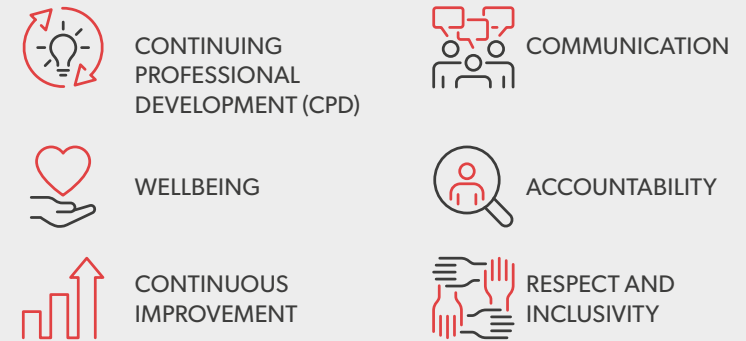 CONTINUING
PROFESSIONAL
DEVELOPMENT (CPD)
COMMUNICATION
WELLBEING
ACCOUNTABILITY
CONTINUOUS
IMPROVEMENT
RESPECT AND
INCLUSIVITY